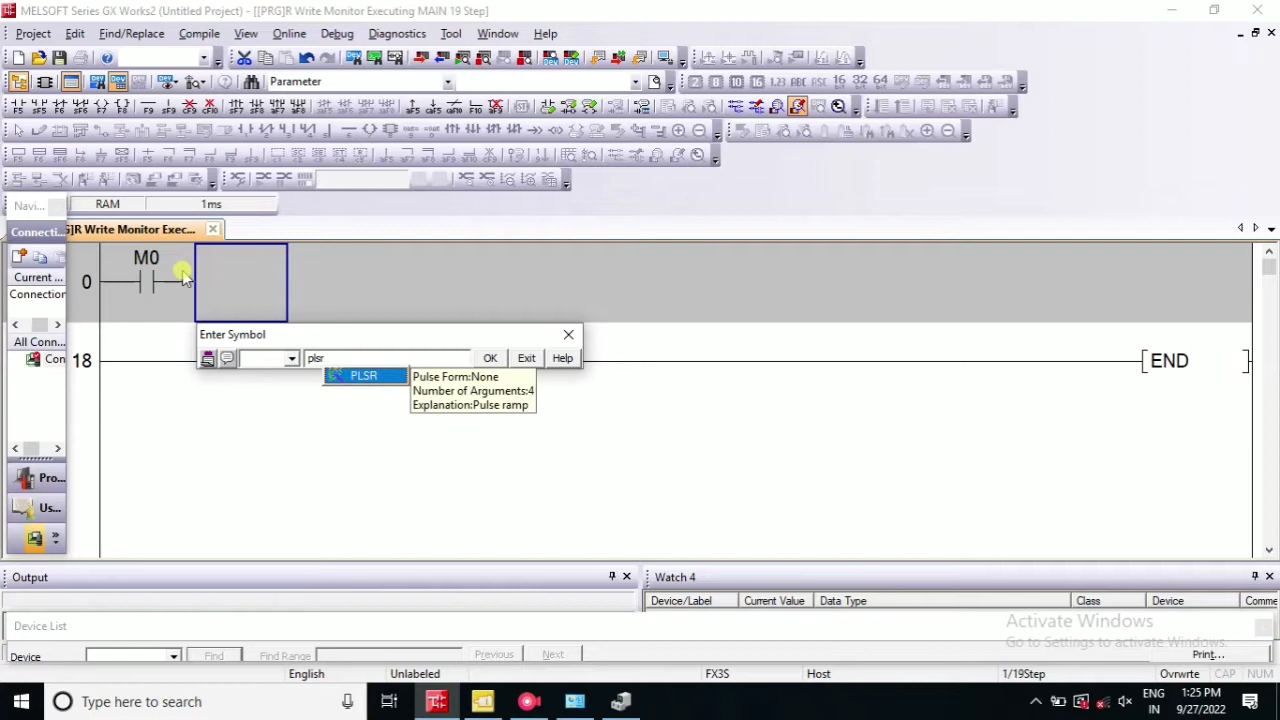 MELSOFT Series GX Works2 (Untitled Project) - [[PRG]R Write Monitor Executing MAIN 19 Step]
Project Edit Find/Replace Compile View Online Debug Diagnostics Tool Window Help
Parameter
Navi... RAM 1ms
Connecti... G]R Write Monitor Exec...
M0
Current ... 0
Connection
Enter Symbol
All Conn...
Con 18 plsr OK Exit Help END
PLSR Pulse Form:None
Number of Arguments:4
Explanation:Pulse ramp
Pro...
Us...
Output Watch 4
Device/Label Current Value Data Type Class Device Comme
Device List
Activate Windows
Go to Settings to activate Windows.
Device Find Find Range Previous Next Print...
English Unlabeled FX3S Host 1/19Step Ovrwrte CAP NUM
Type here to search
ENG 1:25 PM
IN 9/27/2022